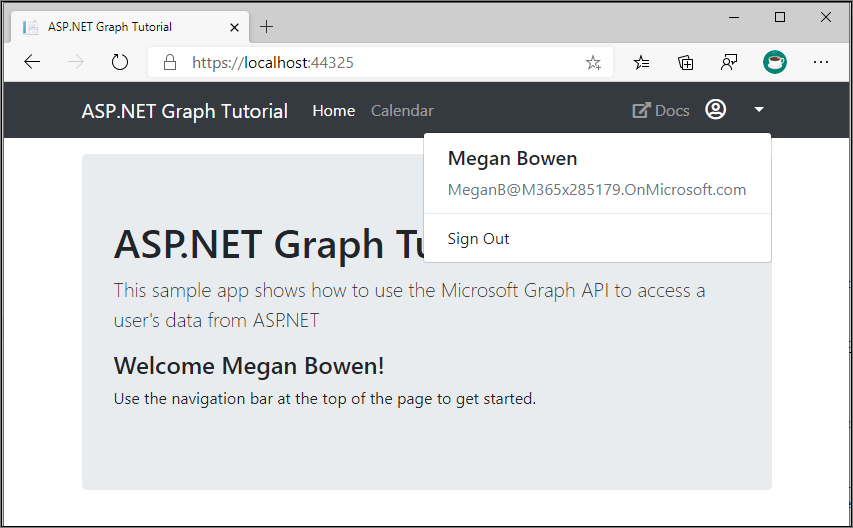 ASP.NET Graph Tutorial
https://localhost:44325
ASP.NET Graph Tutorial Home Calendar Docs
Megan Bowen
MeganB@M365x285179.OnMicrosoft.com
Sign Out
ASP.NET Graph Tu
This sample app shows how to use the Microsoft Graph API to access a
user's data from ASP.NET
Welcome Megan Bowen!
Use the navigation bar at the top of the page to get started.